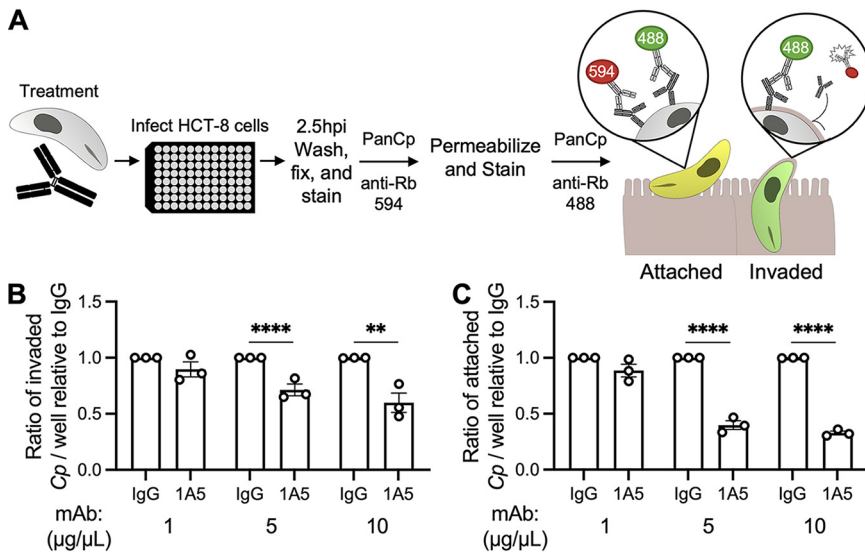 A
Treatment
Infect HCT-8 cells
2.5hpi
Wash,
fix, and
stain
PanCp
anti-Rb
594
Permeabilize
and Stain
PanCp
anti-Rb
488
594
488
488
Attached
Invaded
B
Ratio of invaded
Cp / well relative to IgG
1.5
1.0
0.5
0.0
****
**
IgG 1A5 IgG 1A5 IgG 1A5
mAb:
(µg/µL)
1 5 10
C
Ratio of attached
Cp / well relative to IgG
1.5
1.0
0.5
0.0
****
****
IgG 1A5 IgG 1A5 IgG 1A5
mAb:
(µg/µL)
1 5 10